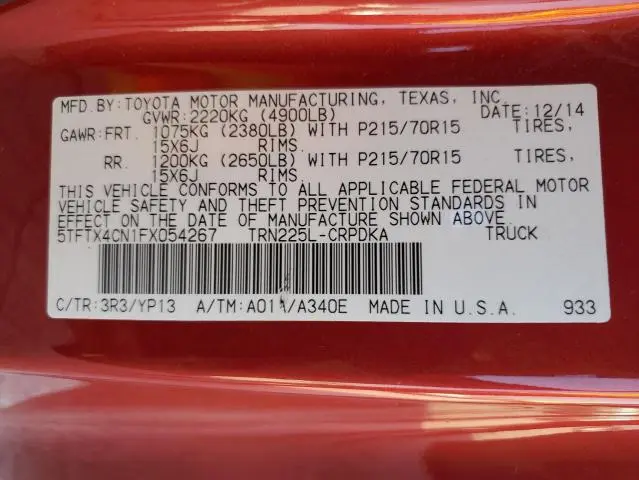 MFD. BY: TOYOTA MOTOR MANUFACTURING, TEXAS, INC.
GVWR: 2220KG (4900LB) DATE: 12/14
GAWR: FRT. 1075KG (2380LB) WITH P215/70R15 TIRES,
15X6J RIMS.
RR. 1200KG (2650LB) WITH P215/70R15 TIRES,
15X6J RIMS.
THIS VEHICLE CONFORMS TO ALL APPLICABLE FEDERAL MOTOR
VEHICLE SAFETY AND THEFT PREVENTION STANDARDS IN
EFFECT ON THE DATE OF MANUFACTURE SHOWN ABOVE.
5TFTX4CN1FX054267 TRN225L-CRPDKA TRUCK
C/TR: 3R3/YP13 A/TM: A01A/A340E MADE IN U.S.A. 933